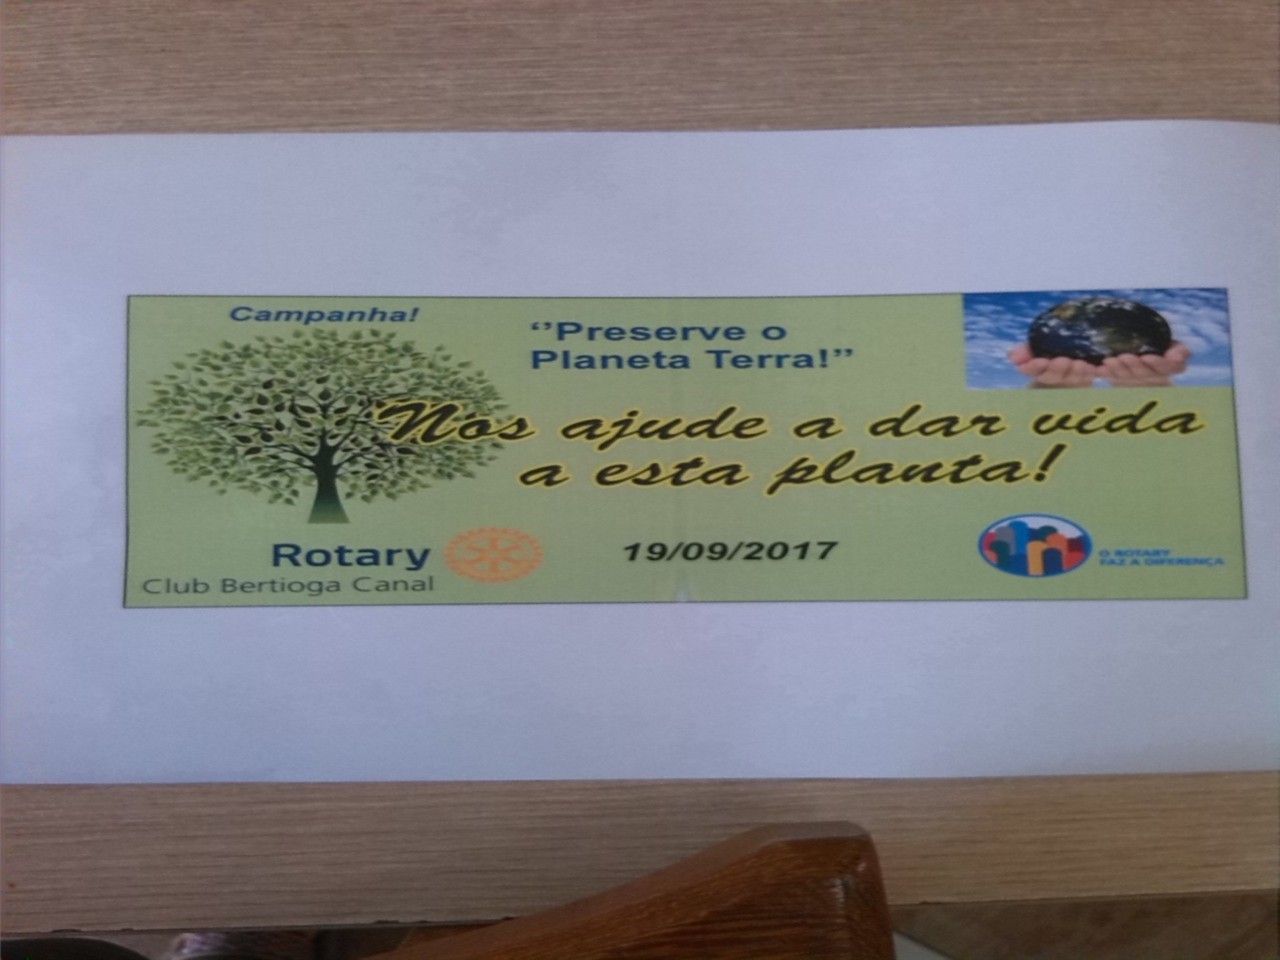 Campanha!
‘’Preserve o
Planeta Terra!’’
Nos ajude a dar vida
a esta planta!
Rotary
Club Bertioga Canal
19/09/2017
O ROTARY
FAZ A DIFERENÇA